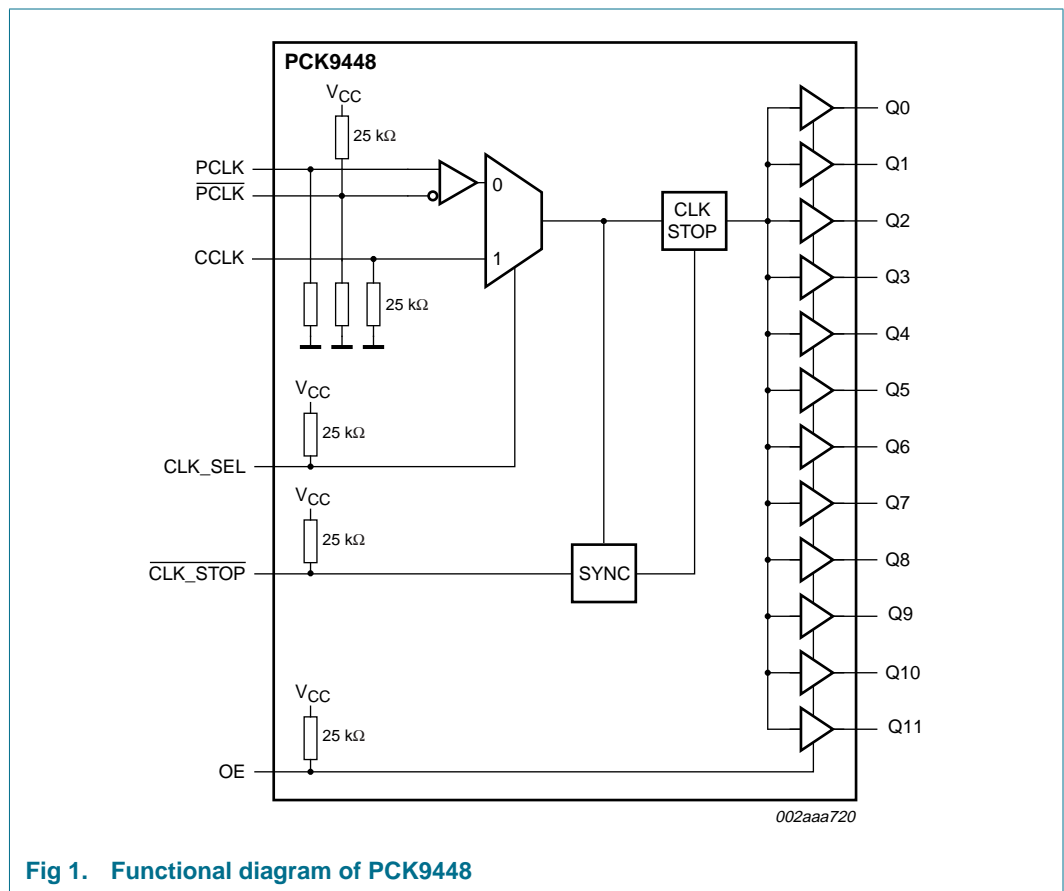 PCK9448
VCC
25 kΩ
PCLK
PCLK
0
CCLK
1
25 kΩ
CLK
STOP
VCC
25 kΩ
CLK_SEL
VCC
25 kΩ
CLK_STOP
SYNC
VCC
25 kΩ
OE
Q0
Q1
Q2
Q3
Q4
Q5
Q6
Q7
Q8
Q9
Q10
Q11
002aaa720
Fig 1. Functional diagram of PCK9448